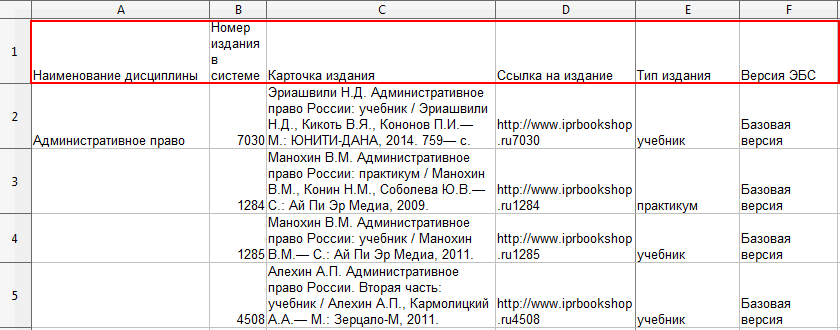 A B C D E F
1
Номер
издания
в
Наименование дисциплины системе Карточка издания Ссылка на издание Тип издания Версия ЭБС
2
Эриашвили Н.Д. Административное
право России: учебник / Эриашвили
Н.Д., Кикоть В.Я., Кононов П.И.— http://www.iprbookshop Базовая
Административное право 7030 М.: ЮНИТИ-ДАНА, 2014. 759— c. .ru7030 учебник версия
3
Манохин В.М. Административное
право России: практикум / Манохин
В.М., Конин Н.М., Соболева Ю.В.— http://www.iprbookshop Базовая
1284 С.: Ай Пи Эр Медиа, 2009. .ru1284 практикум версия
4
Манохин В.М. Административное
право России: учебник / Манохин http://www.iprbookshop Базовая
1285 В.М.— С.: Ай Пи Эр Медиа, 2011. .ru1285 учебник версия
5
Алехин А.П. Административное
право России. Вторая часть:
учебник / Алехин А.П., Кармолицкий http://www.iprbookshop Базовая
4508 А.А.— М.: Зерцало-М, 2011. .ru4508 учебник версия